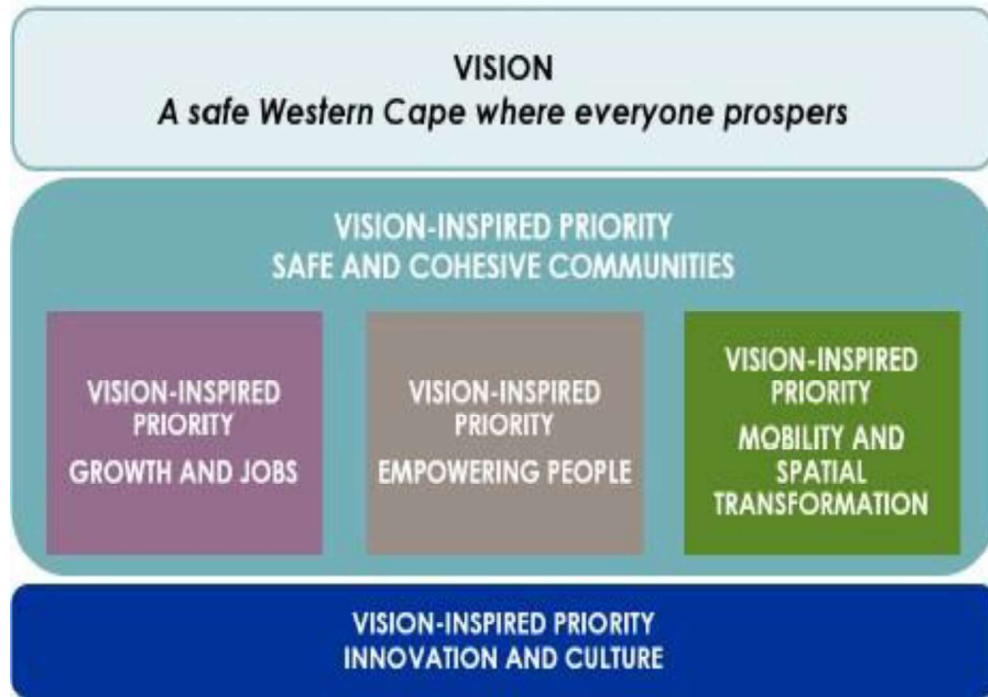 VISION
A safe Western Cape where everyone prospers
VISION-INSPIRED PRIORITY
SAFE AND COHESIVE COMMUNITIES
VISION-INSPIRED
PRIORITY
GROWTH AND JOBS
VISION-INSPIRED
PRIORITY
EMPOWERING PEOPLE
VISION-INSPIRED
PRIORITY
MOBILITY AND
SPATIAL
TRANSFORMATION
VISION-INSPIRED PRIORITY
INNOVATION AND CULTURE